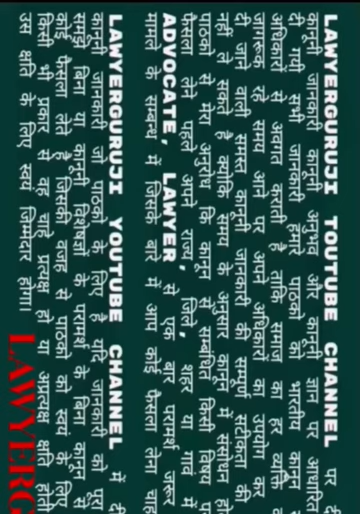 LAWYERGURUJI TOUTUBE CHANNEL पर दी
कानूनी जानकारी कानूनी अनुभव और कानूनी ज्ञान पर आधारित
दी गयी सभी जानकारी हमारे पाठको को भारतीय कानून
अधिकारों से अवगत कराती है ताकि समाज का हर व्यक्ति
जागरूक रहे समय आने पर अपने अधिकारों का उपयोग कर
दी जाने वाली समस्त कानूनी जानकारी की सम्पूर्ण सटीकता की
नहीं ले सकते है क्योकि समय के अनुसार कानून में संसोधन हो
पाठको से मेरा अनुरोध कि कानून से सम्बंधित किसी विषय
फैसला लेने पहले अपने राज्य, जिले, शहर या गाव में
ADVOCATE, LAWYER से एक बार परामर्श जरूर
मामले के सम्बन्ध में जिसके बारे में आप कोई फैसला लेना चाह
LAWYERGURUJI YOUTUBE CHANNEL में दी
कानूनी जानकारी जो पाठको के लिए है यदि जानकारी को पूरा
समझे बिना या कानूनी विशेषज्ञों के परामर्श के बिना कानून से
कोई फैसला लेते है जिसकी वजह से पाठको का स्वयं के लिए
किसी भी प्रकार से वह चाहे प्रत्यक्ष हो या अप्रत्यक्ष क्षति होती
उस क्षति के लिए स्वयं जिम्मेदार होगा।
LAWYERG